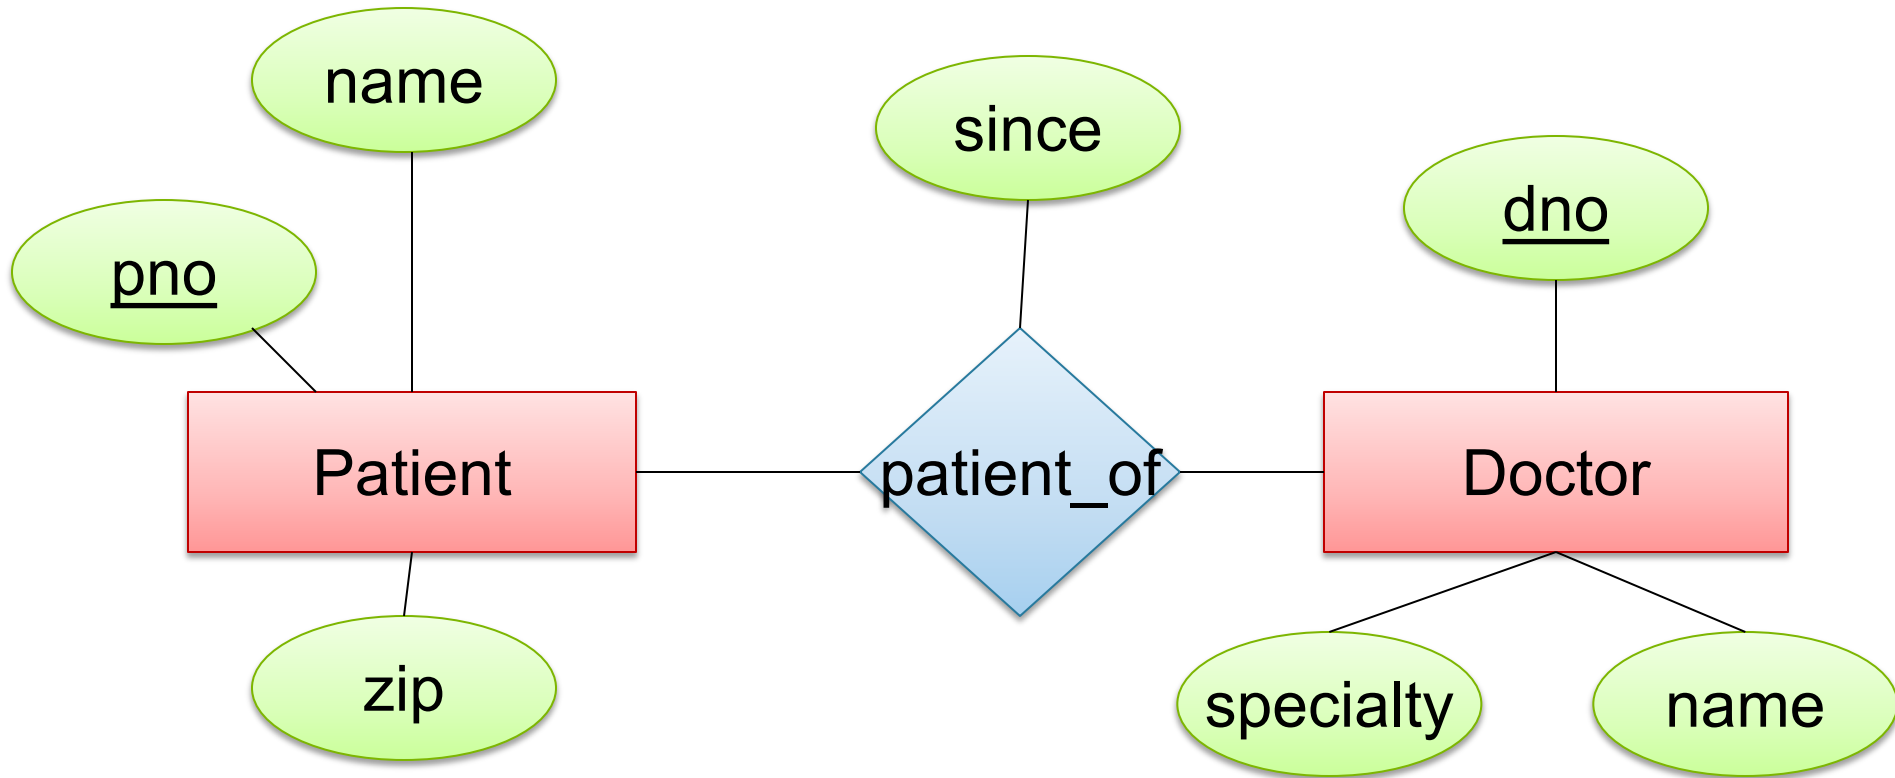 name
since
dno
pno
Patient
patient_of
Doctor
zip
specialty
name